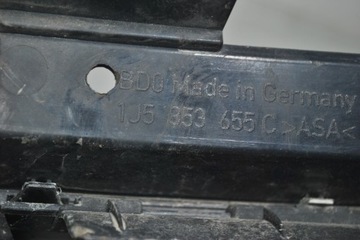 BDO Made in Germany
1J5 853 655 C >ASA<